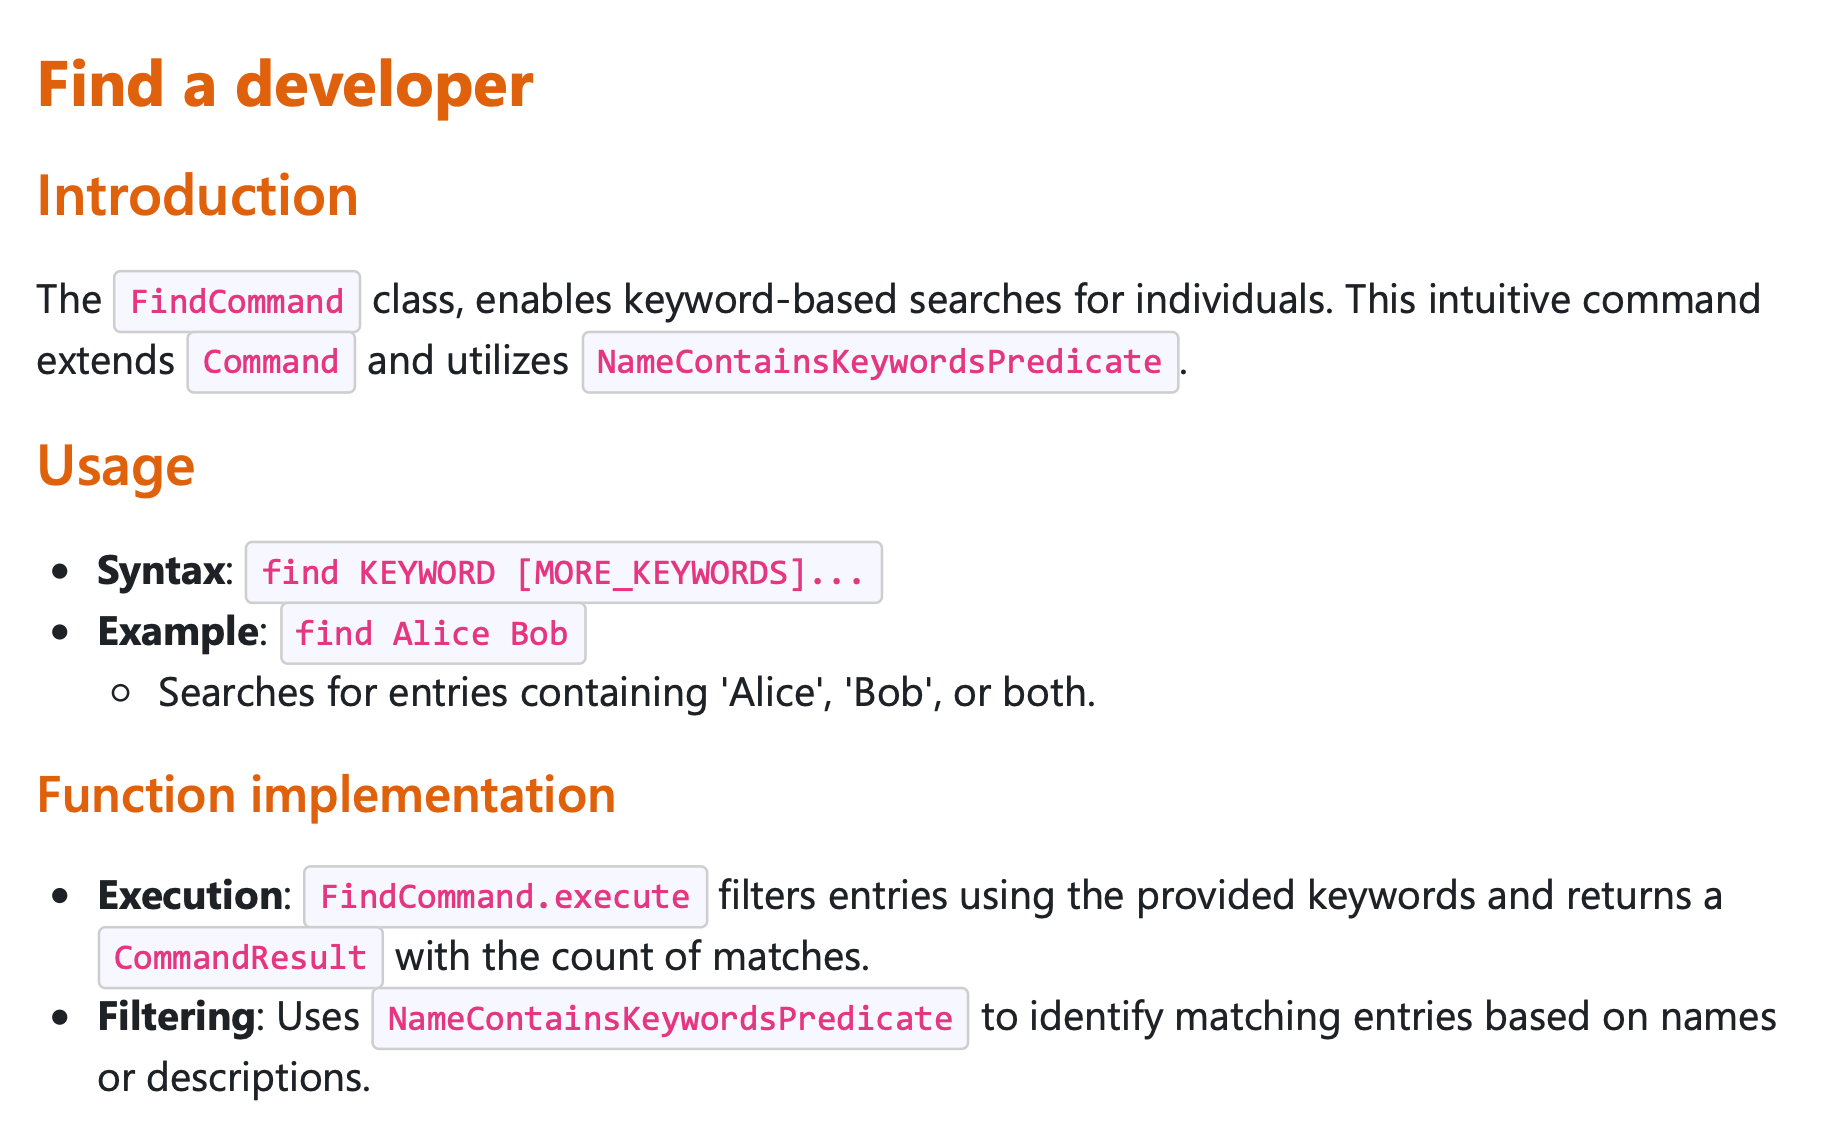 Find a developer
Introduction
The FindCommand class, enables keyword-based searches for individuals. This intuitive command
extends Command and utilizes NameContainsKeywordsPredicate.
Usage
• Syntax: find KEYWORD [MORE_KEYWORDS]...
• Example: find Alice Bob
○ Searches for entries containing 'Alice', 'Bob', or both.
Function implementation
• Execution: FindCommand.execute filters entries using the provided keywords and returns a
CommandResult with the count of matches.
• Filtering: Uses NameContainsKeywordsPredicate to identify matching entries based on names
or descriptions.